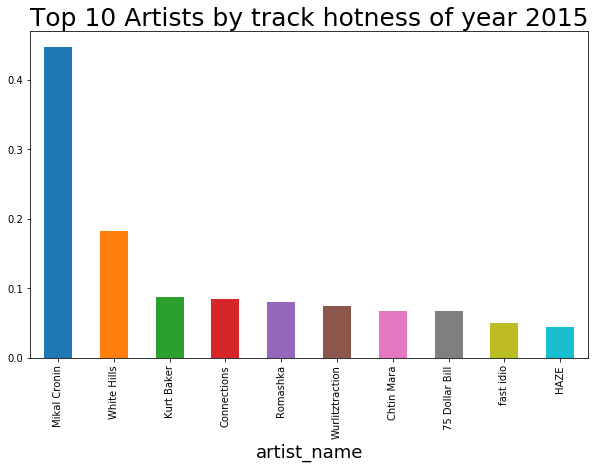 Top 10 Artists by track hotness of year 2015
0.4
0.3
0.2
0.1
0.0
Mikal Cronin
White Hills
Kurt Baker
Connections
Romashka
Wurlitztraction
Chtin Mara
75 Dollar Bill
fast idio
HAZE
artist_name